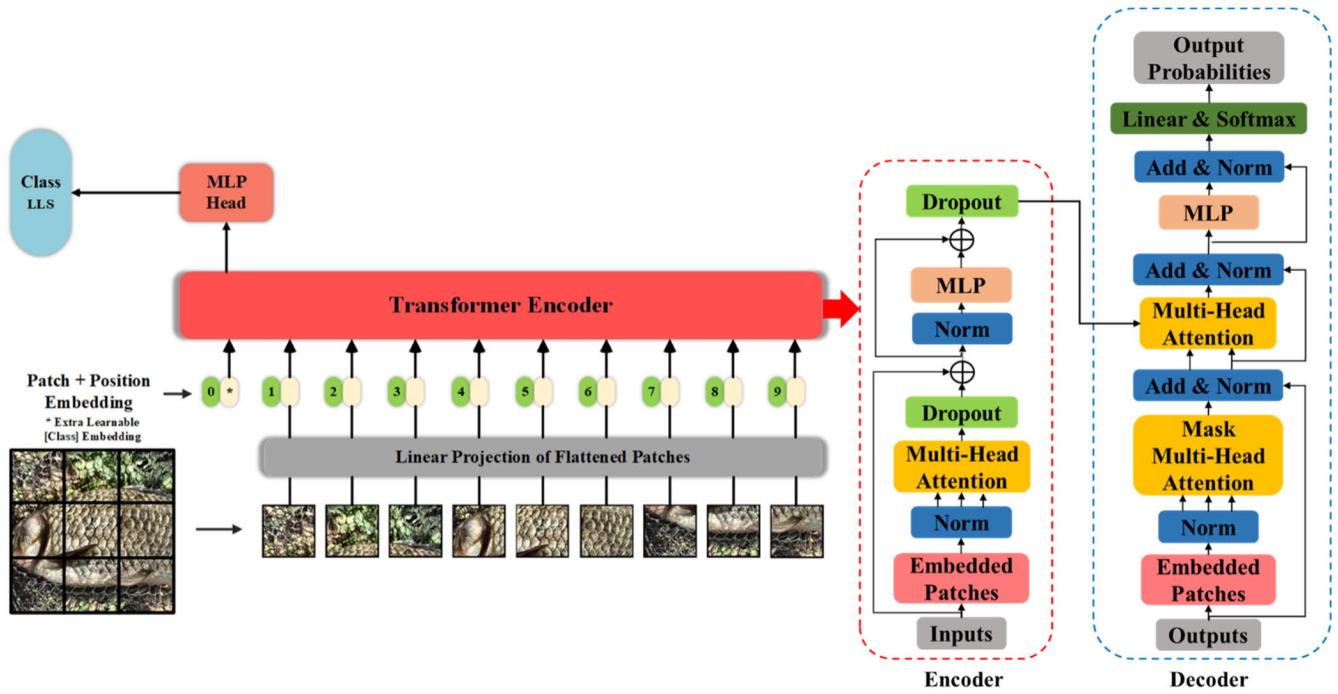 Class
LLS
MLP
Head
Transformer Encoder
Patch + Position
Embedding
* Extra Learnable
[Class] Embedding
0 * 1 2 3 4 5 6 7 8 9
Linear Projection of Flattened Patches
Dropout
MLP
Norm
Dropout
Multi-Head
Attention
Norm
Embedded
Patches
Inputs
Encoder
Output
Probabilities
Linear & Softmax
Add & Norm
MLP
Add & Norm
Multi-Head
Attention
Add & Norm
Mask
Multi-Head
Attention
Norm
Embedded
Patches
Outputs
Decoder